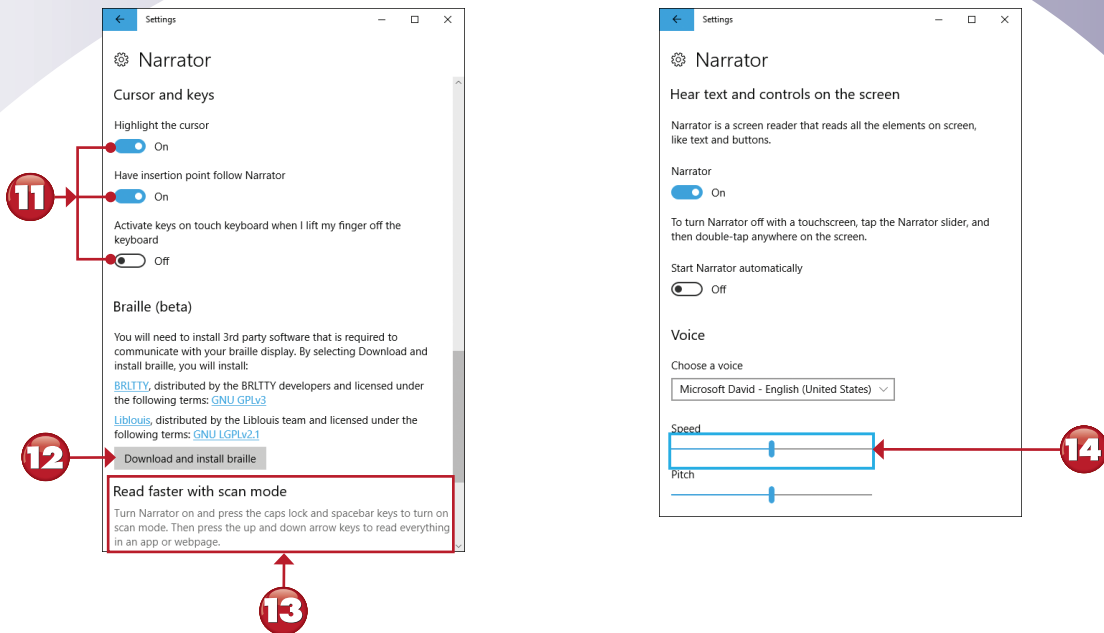 Settings
Narrator
Cursor and keys
Highlight the cursor
On
Have insertion point follow Narrator
On
Activate keys on touch keyboard when I lift my finger off the
keyboard
Off
11
Braille (beta)
You will need to install 3rd party software that is required to
communicate with your braille display. By selecting Download and
install braille, you will install:
BRLTTY, distributed by the BRLTTY developers and licensed under
the following terms: GNU GPLv3
Liblouis, distributed by the Liblouis team and licensed under the
following terms: GNU LGPLv2.1
12
Download and install braille
Read faster with scan mode
Turn Narrator on and press the caps lock and spacebar keys to turn on
scan mode. Then press the up and down arrow keys to read everything
in an app or webpage.
13
Settings
Narrator
Hear text and controls on the screen
Narrator is a screen reader that reads all the elements on screen,
like text and buttons.
Narrator
On
To turn Narrator off with a touchscreen, tap the Narrator slider, and
then double-tap anywhere on the screen.
Start Narrator automatically
Off
Voice
Choose a voice
Microsoft David - English (United States)
Speed
14
Pitch